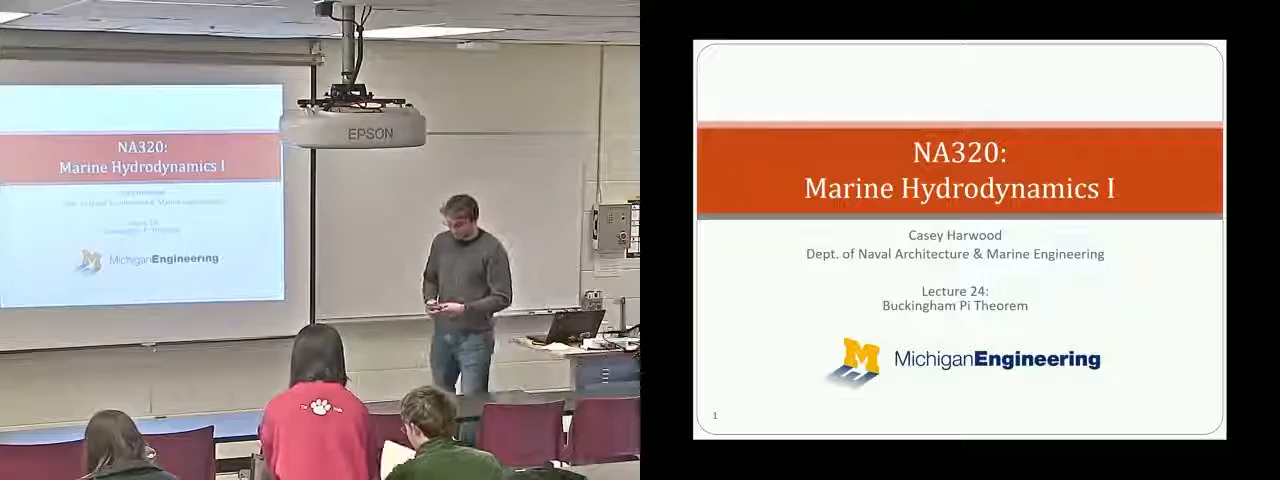 NA320:
Marine Hydrodynamics I
MichiganEngineering
EPSON
NA320:
Marine Hydrodynamics I
Casey Harwood
Dept. of Naval Architecture & Marine Engineering
Lecture 24:
Buckingham Pi Theorem
MichiganEngineering
1